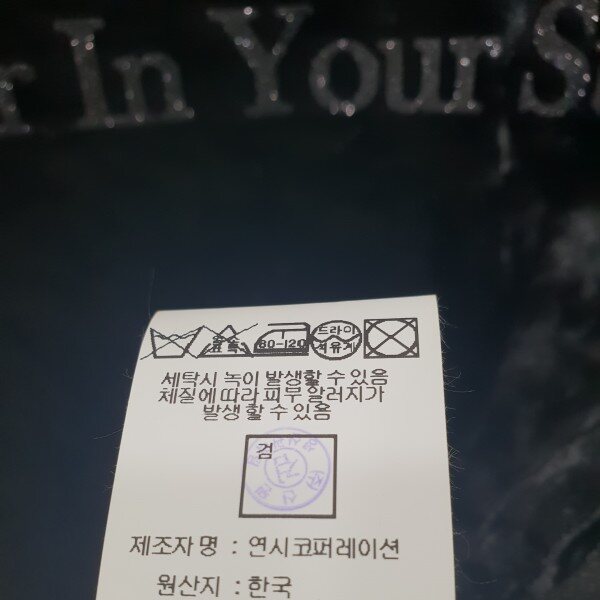 In Your
80-120
드라이
세탁시 녹이 발생할 수 있음
체질에 따라 피부 알러지가
발생 할 수 있음
검
제조자 명 : 연시코퍼레이션
원산지 : 한국